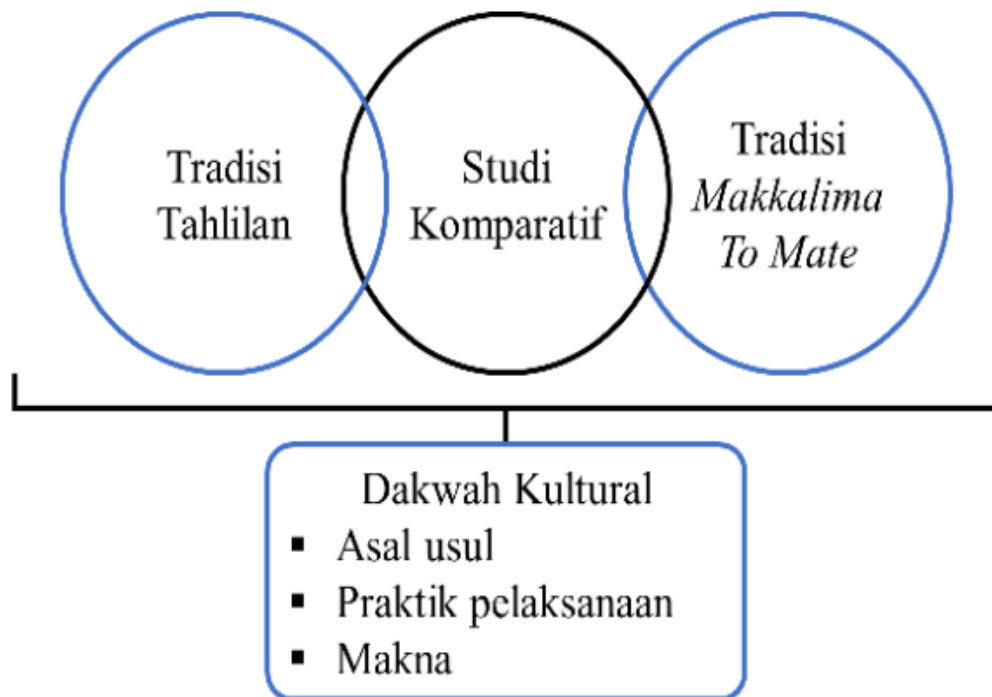 Tradisi
Tahlilan
Studi
Komparatif
Tradisi
Makkalima
To Mate
Dakwah Kultural
▪ Asal usul
▪ Praktik pelaksanaan
▪ Makna